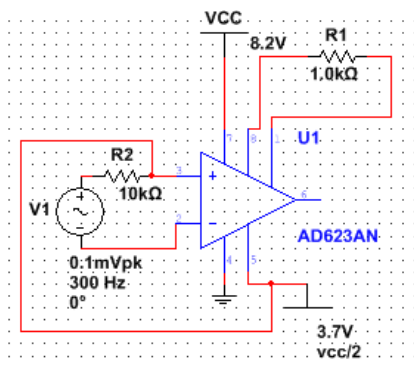 VCC
8.2V
R1
1.0kΩ
7
8
1
U1
R2
10kΩ
3
+
V1
+
~
-
2
-
6
AD623AN
4
5
0.1mVpk
300 Hz
0°
3.7V
vcc/2